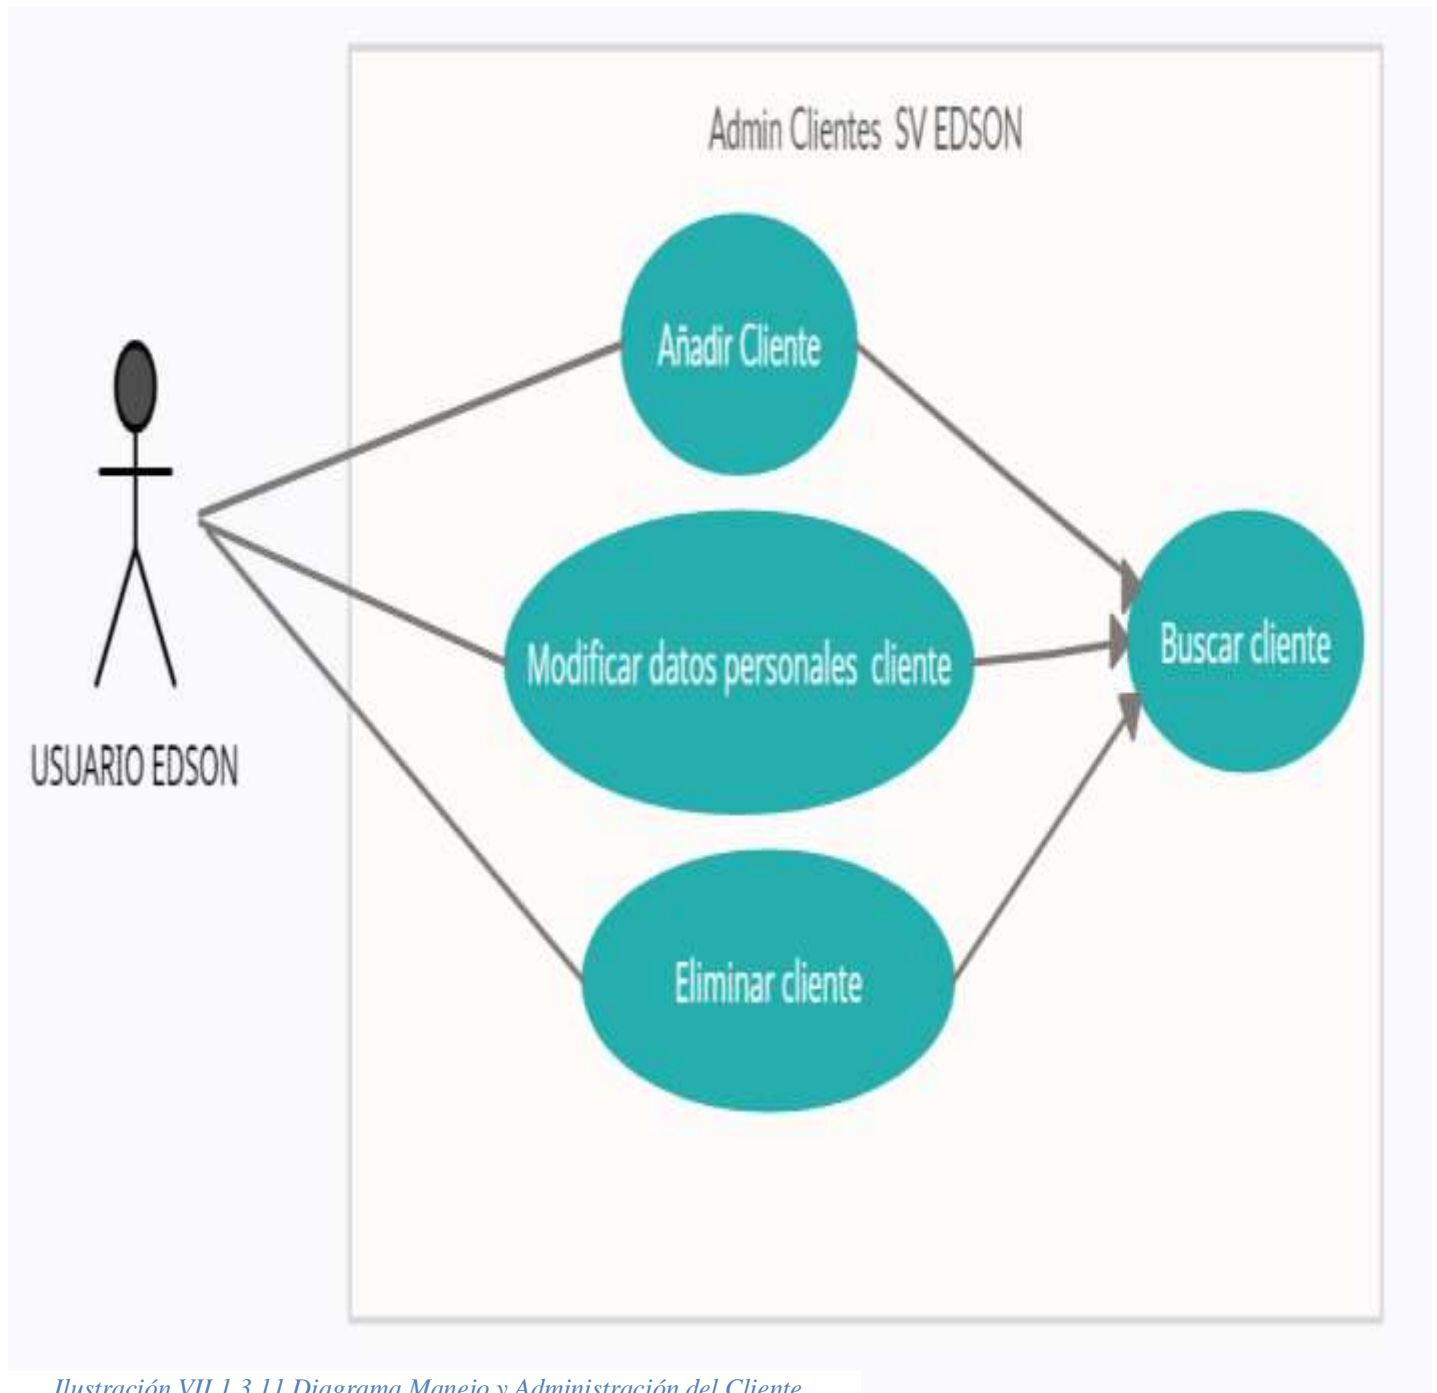 Admin Clientes SV EDSON
Añadir Cliente
Modificar datos personales cliente
Buscar cliente
USUARIO EDSON
Eliminar cliente
Ilustración VII.1.3.11 Diagrama Manejo y Administración del Cliente